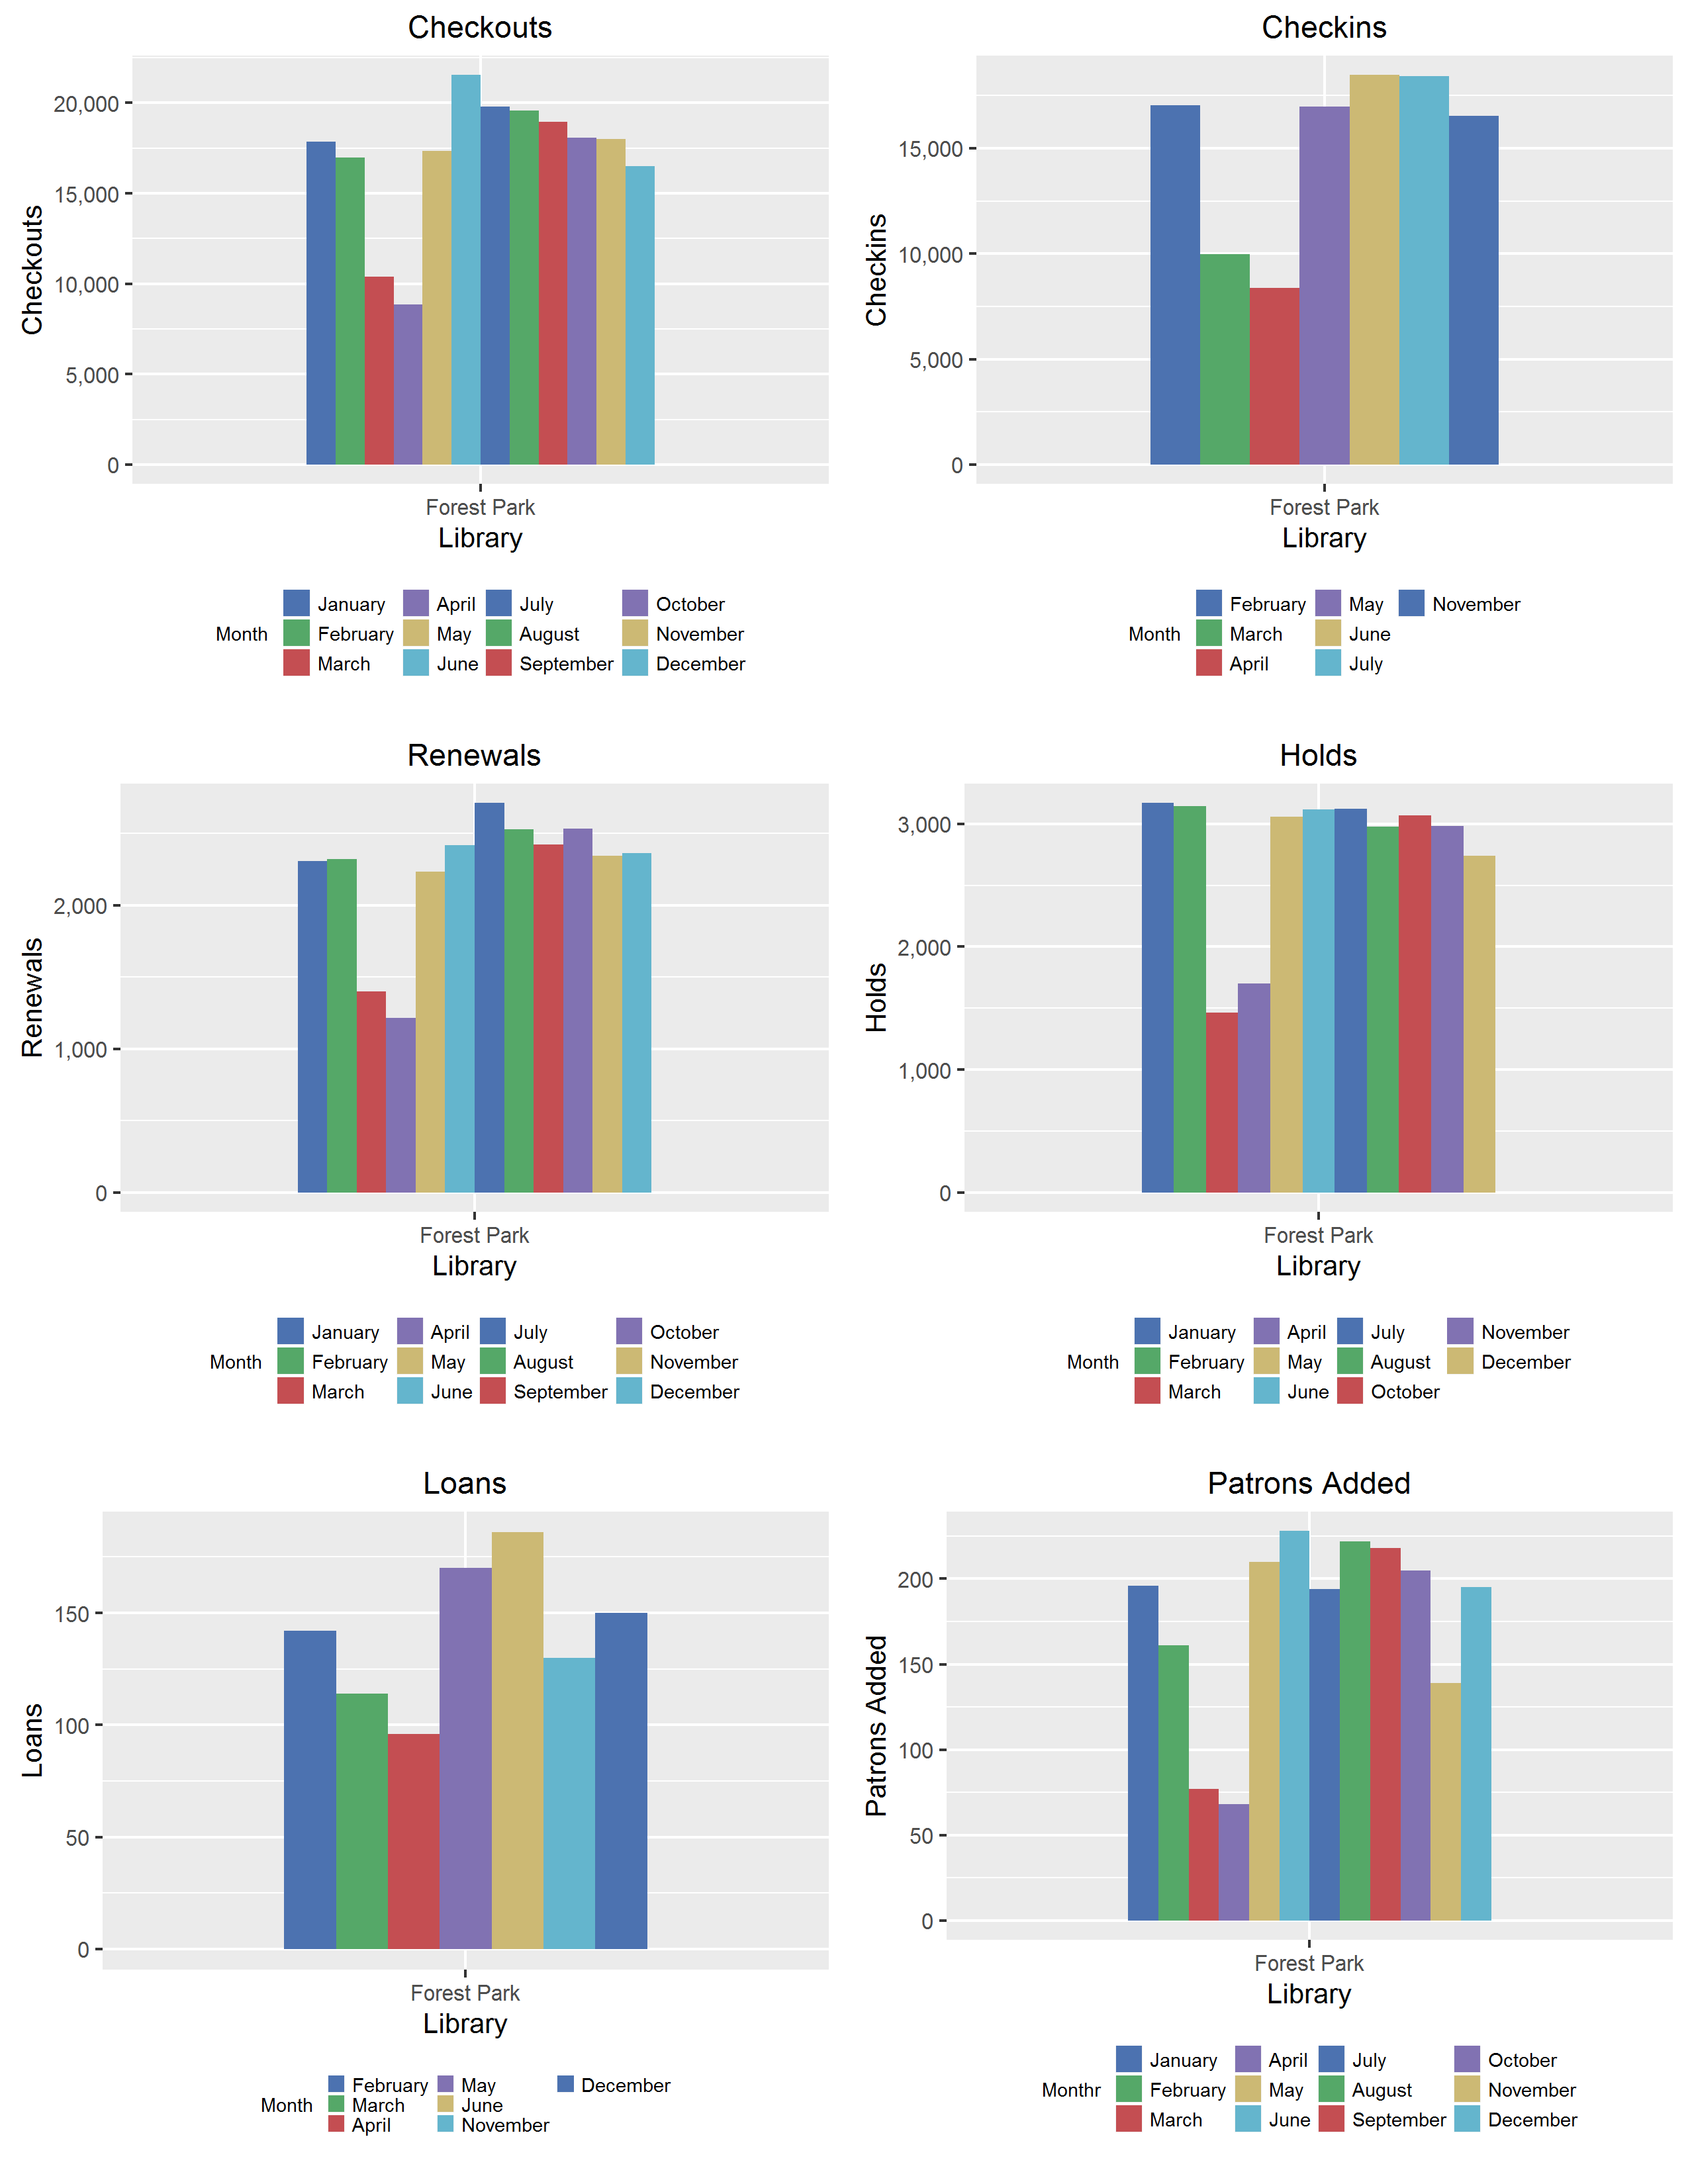 Checkouts
Checkouts
20,000
15,000
10,000
5,000
0
Forest Park
Library
Month
January April July October
February May August November
March June September December
Checkins
Checkins
15,000
10,000
5,000
0
Forest Park
Library
Month
February May November
March June
April July
Renewals
Renewals
2,000
1,000
0
Forest Park
Library
Month
January April July October
February May August November
March June September December
Holds
Holds
3,000
2,000
1,000
0
Forest Park
Library
Month
January April July November
February May August December
March June October
Loans
Loans
150
100
50
0
Forest Park
Library
Month
February May December
March June
April November
Patrons Added
Patrons Added
200
150
100
50
0
Forest Park
Library
Monthr
January April July October
February May August November
March June September December